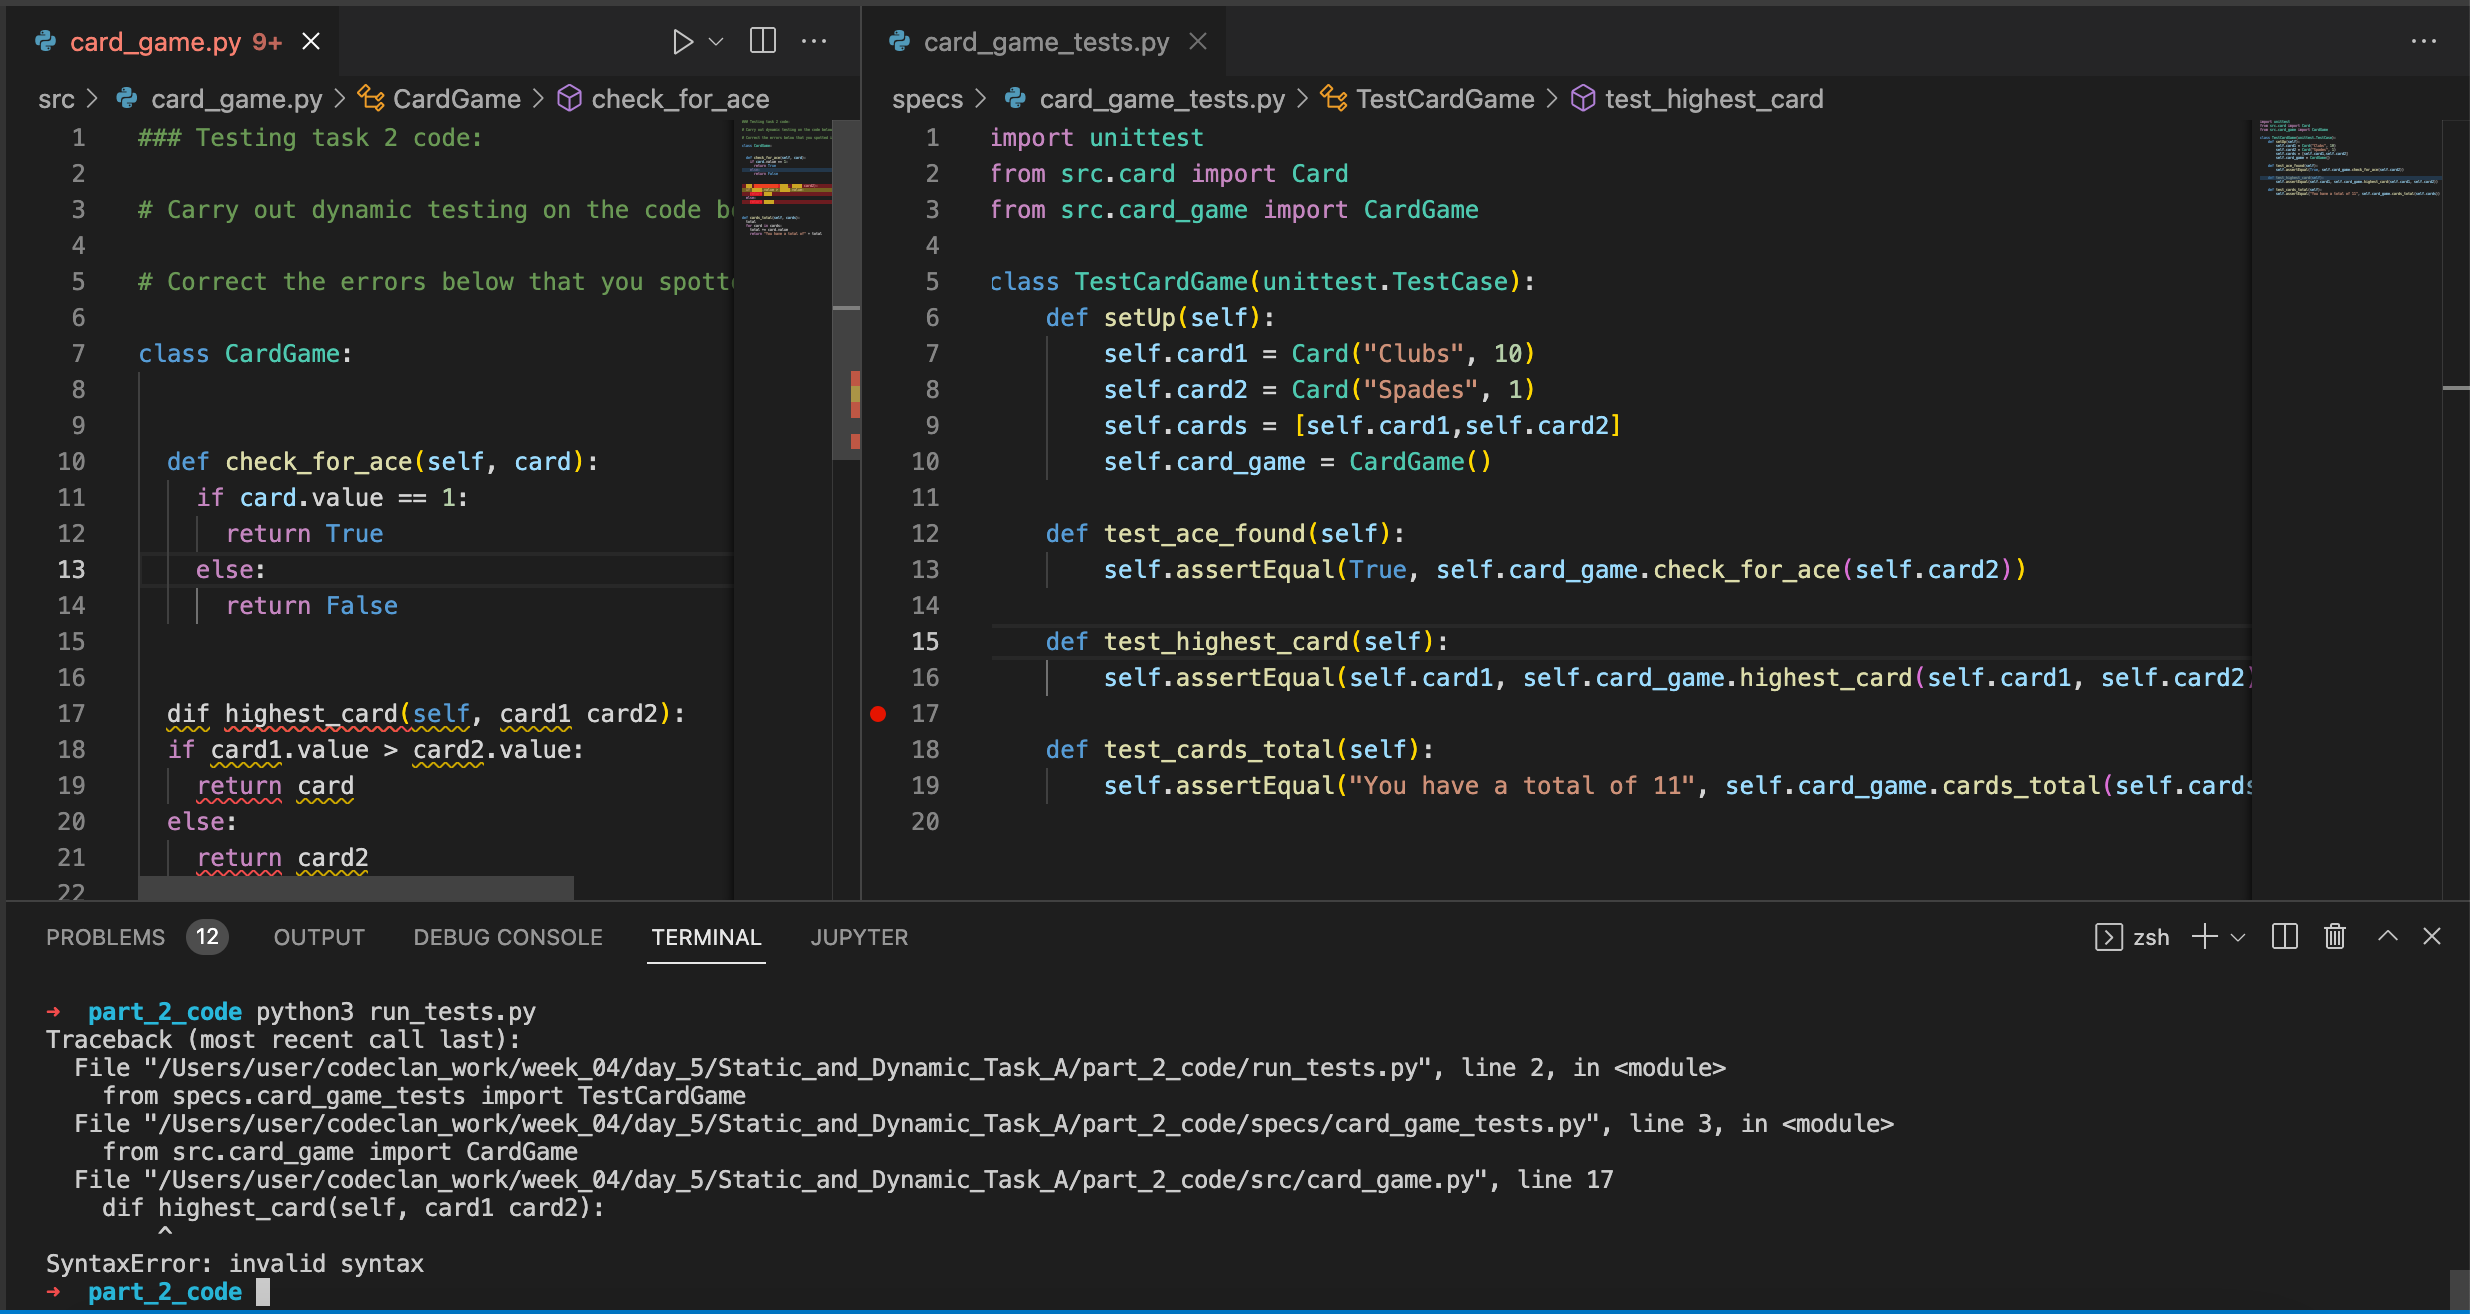 card_game.py 9+
src > card_game.py > CardGame > check_for_ace
1 ### Testing task 2 code:
2
3 # Carry out dynamic testing on the code
4
5 # Correct the errors below that you
6
7 class CardGame:
8
9
10 def check_for_ace(self, card):
11 if card.value == 1:
12 return True
13 else:
14 return False
15
16
17 dif highest_card(self, card1 card2):
18 if card1.value > card2.value:
19 return card
20 else:
21 return card2
22
card_game_tests.py
specs > card_game_tests.py > TestCardGame > test_highest_card
1 import unittest
2 from src.card import Card
3 from src.card_game import CardGame
4
5 class TestCardGame(unittest.TestCase):
6 def setUp(self):
7 self.card1 = Card("Clubs", 10)
8 self.card2 = Card("Spades", 1)
9 self.cards = [self.card1,self.card2]
10 self.card_game = CardGame()
11
12 def test_ace_found(self):
13 self.assertEqual(True, self.card_game.check_for_ace(self.card2))
14
15 def test_highest_card(self):
16 self.assertEqual(self.card1, self.card_game.highest_card(self.card1, self.card2)
17
18 def test_cards_total(self):
19 self.assertEqual("You have a total of 11", self.card_game.cards_total(self.cards
20
PROBLEMS 12 OUTPUT DEBUG CONSOLE TERMINAL JUPYTER zsh
→ part_2_code python3 run_tests.py
Traceback (most recent call last):
File "/Users/user/codeclan_work/week_04/day_5/Static_and_Dynamic_Task_A/part_2_code/run_tests.py", line 2, in <module>
from specs.card_game_tests import TestCardGame
File "/Users/user/codeclan_work/week_04/day_5/Static_and_Dynamic_Task_A/part_2_code/specs/card_game_tests.py", line 3, in <module>
from src.card_game import CardGame
File "/Users/user/codeclan_work/week_04/day_5/Static_and_Dynamic_Task_A/part_2_code/src/card_game.py", line 17
dif highest_card(self, card1 card2):
^
SyntaxError: invalid syntax
→ part_2_code